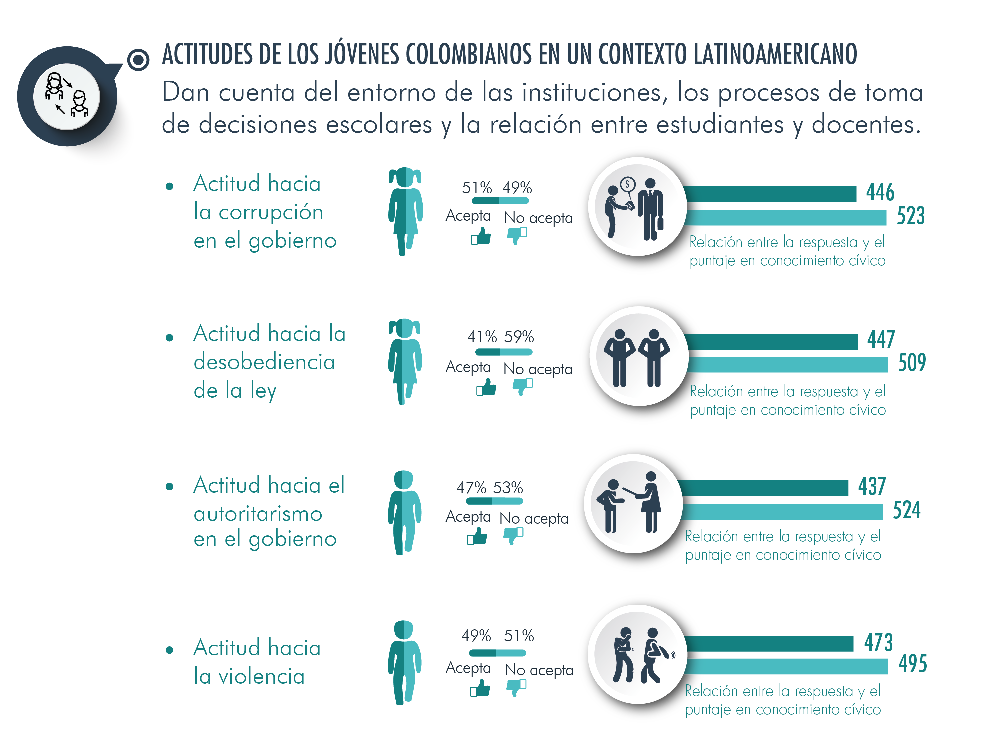 ACTITUDES DE LOS JÓVENES COLOMBIANOS EN UN CONTEXTO LATINOAMERICANO
Dan cuenta del entorno de las instituciones, los procesos de toma
de decisiones escolares y la relación entre estudiantes y docentes.
• Actitud hacia
la corrupción
en el gobierno
51% 49%
Acepta No acepta
$
446
523
Relación entre la respuesta y el
puntaje en conocimiento cívico
• Actitud hacia la
desobediencia
de la ley
41% 59%
Acepta No acepta
447
509
Relación entre la respuesta y el
puntaje en conocimiento cívico
• Actitud hacia el
autoritarismo
en el gobierno
47% 53%
Acepta No acepta
437
524
Relación entre la respuesta y el
puntaje en conocimiento cívico
• Actitud hacia
la violencia
49% 51%
Acepta No acepta
473
495
Relación entre la respuesta y el
puntaje en conocimiento cívico